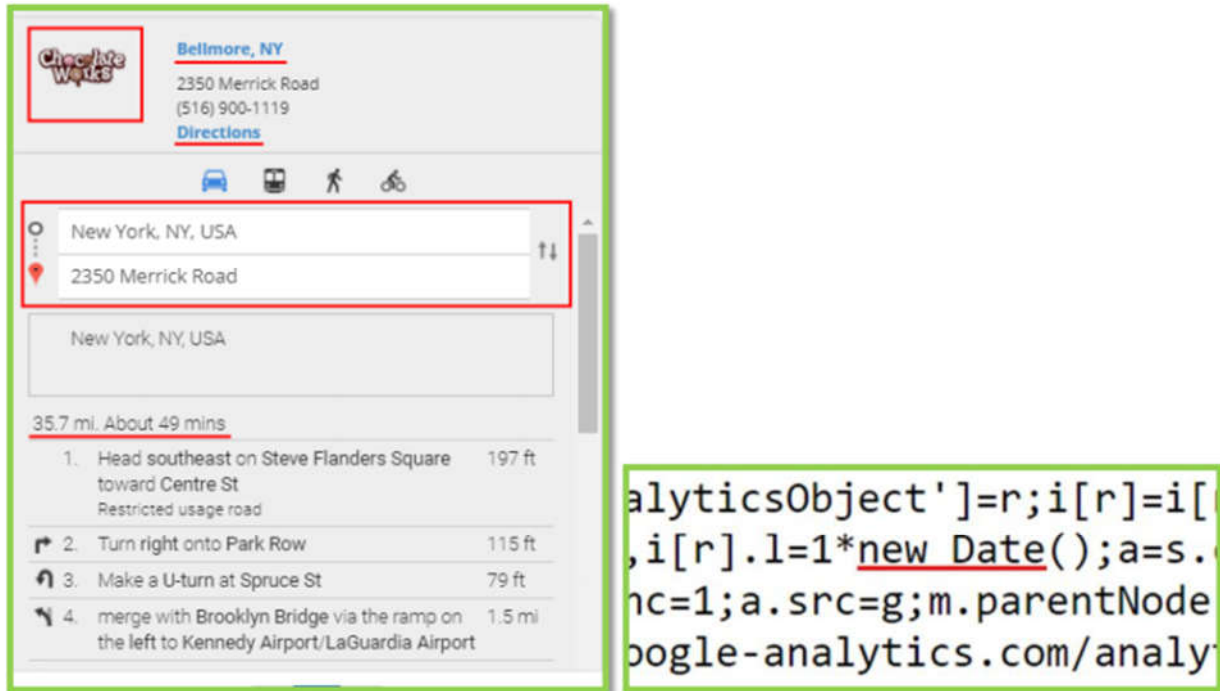 Chocolate
Works
Bellmore, NY
2350 Merrick Road
(516) 900-1119
Directions
New York, NY, USA
2350 Merrick Road
New York, NY, USA
35.7 mi. About 49 mins
1. Head southeast on Steve Flanders Square 197 ft
toward Centre St
Restricted usage road
2. Turn right onto Park Row 115 ft
3. Make a U-turn at Spruce St 79 ft
4. merge with Brooklyn Bridge via the ramp on 1.5 mi
the left to Kennedy Airport/LaGuardia Airport
alyticsObject']=r;i[r]=i[
,i[r].l=1*new Date();a=s.
nc=1;a.src=g;m.parentNode
oogle-analytics.com/analy